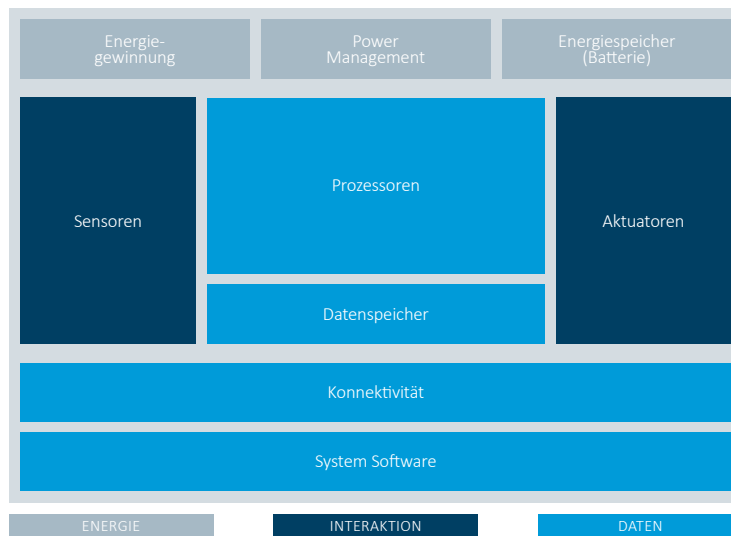 Energie-
gewinnung
Power
Management
Energiespeicher
(Batterie)
Sensoren
Prozessoren
Aktuatoren
Datenspeicher
Konnektivität
System Software
ENERGIE
INTERAKTION
DATEN